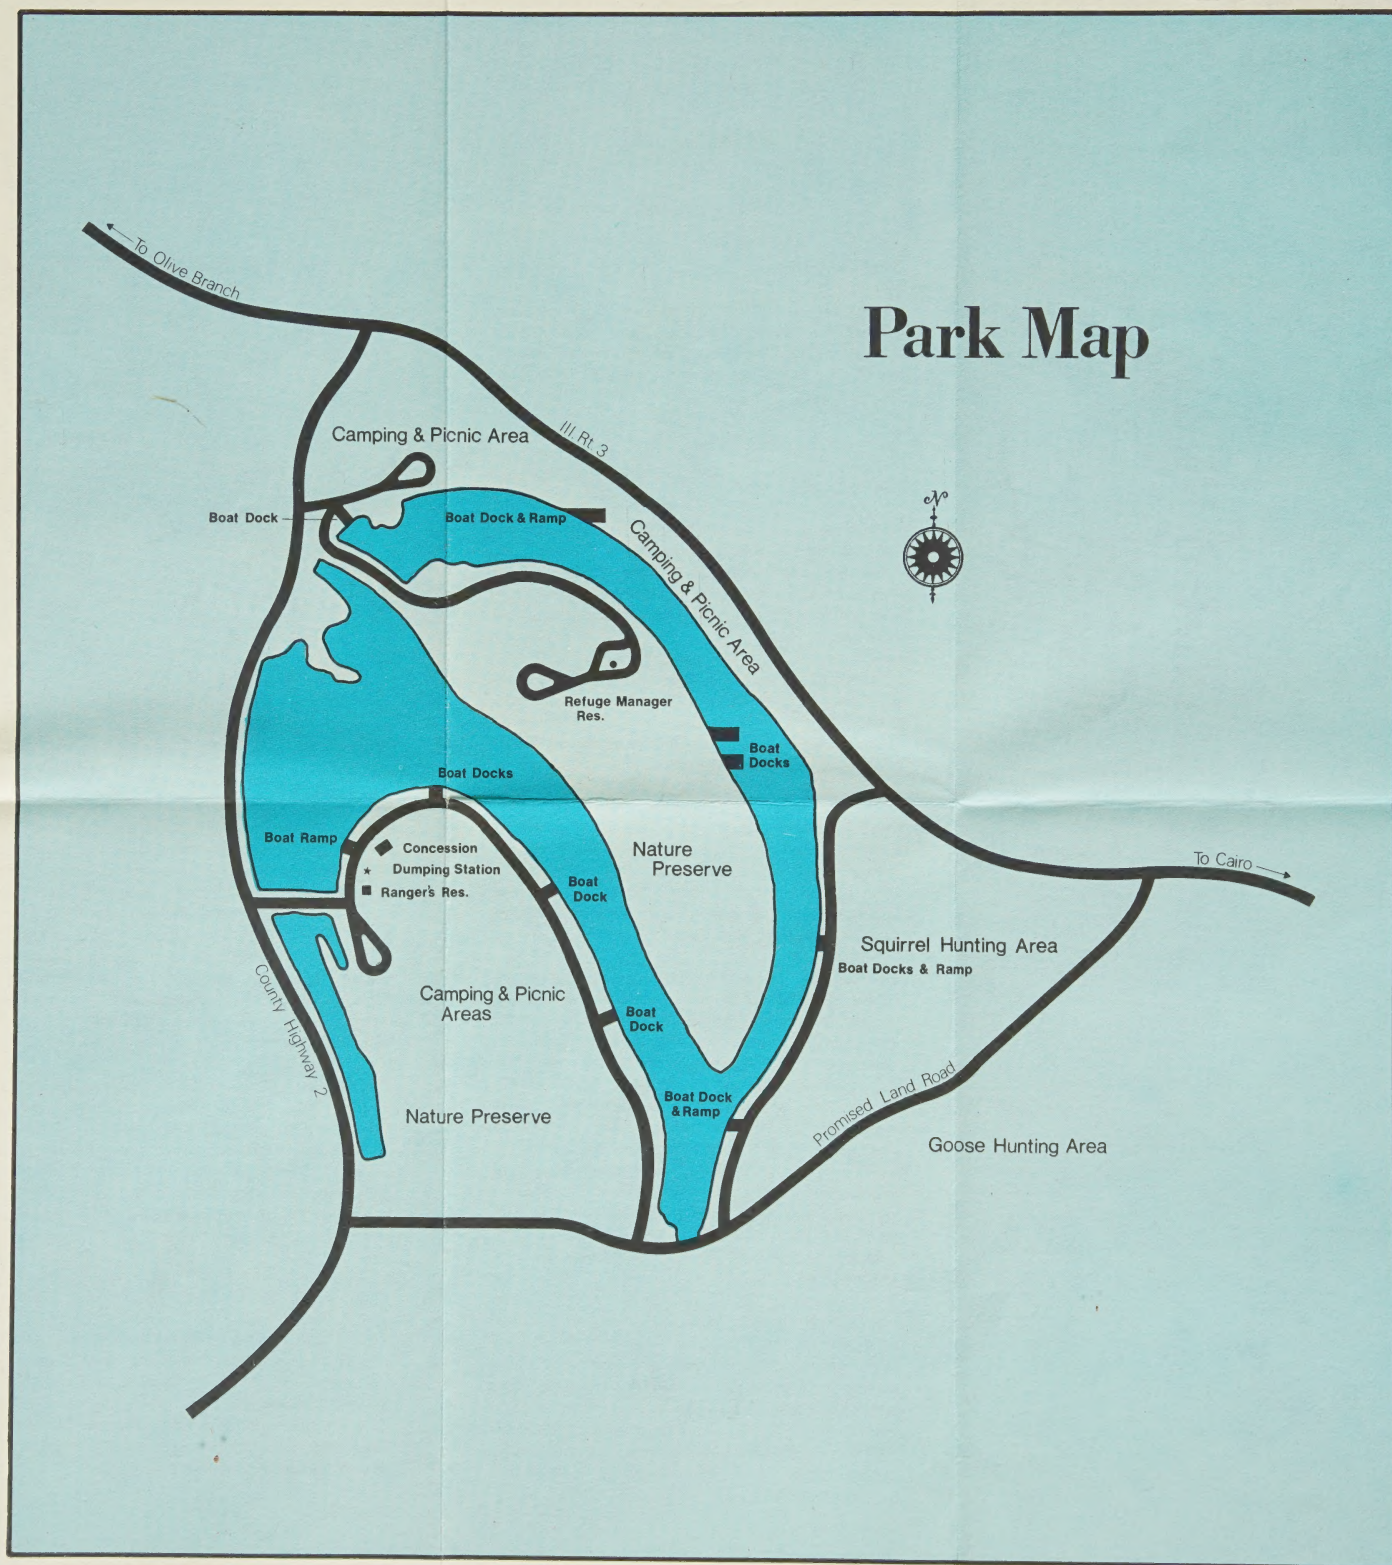 To Olive Branch
Park Map
Ill. Rt. 3
Camping & Picnic Area
N
Boat Dock
Boat Dock & Ramp
Camping & Picnic Area
Refuge Manager
Res.
Boat
Docks
Boat Docks
Boat Ramp
Concession
Dumping Station
Ranger's Res.
Nature
Preserve
To Cairo
Boat
Dock
Squirrel Hunting Area
Boat Docks & Ramp
County Highway 2
Camping & Picnic
Areas
Boat
Dock
Boat Dock
& Ramp
Promised Land Road
Nature Preserve
Goose Hunting Area